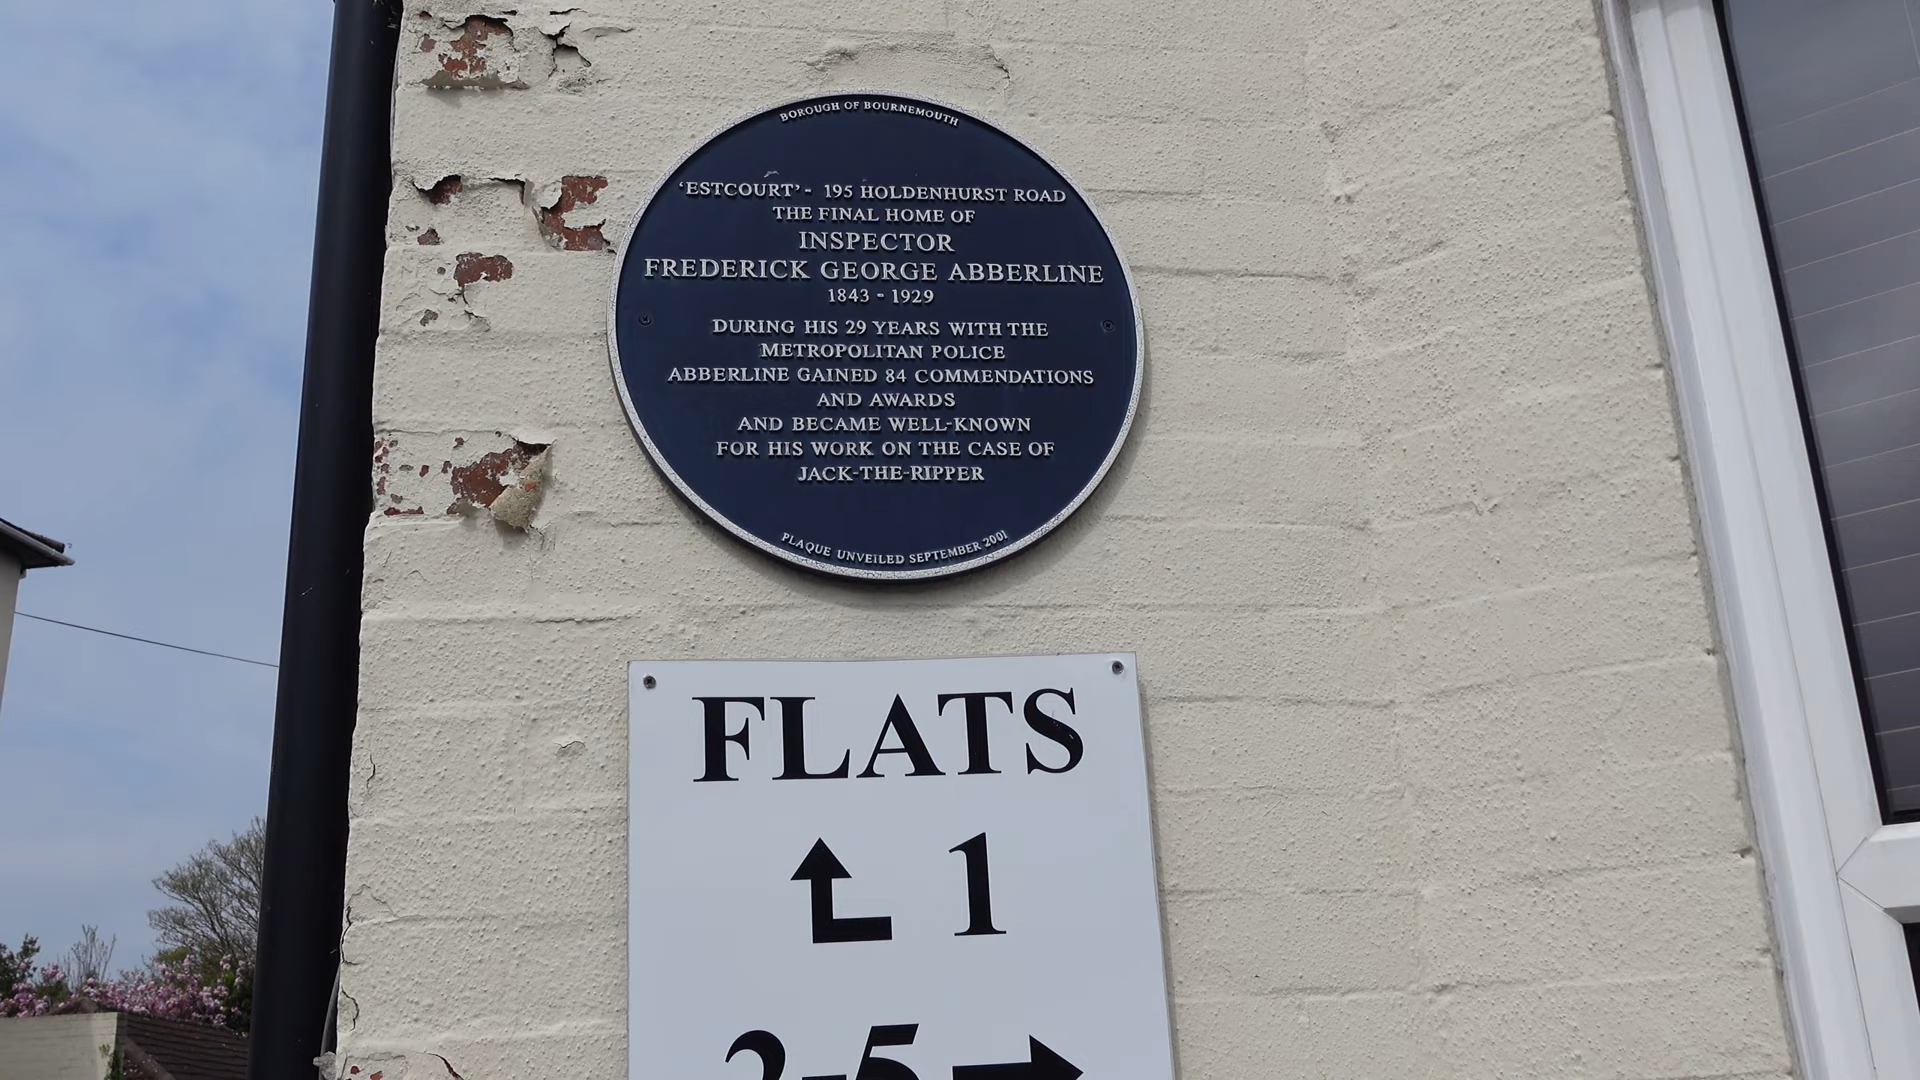 BOROUGH OF BOURNEMOUTH
'ESTCOURT' - 195 HOLDENHURST ROAD
THE FINAL HOME OF
INSPECTOR
FREDERICK GEORGE ABBERLINE
1843 - 1929
DURING HIS 29 YEARS WITH THE
METROPOLITAN POLICE
ABBERLINE GAINED 84 COMMENDATIONS
AND AWARDS
AND BECAME WELL-KNOWN
FOR HIS WORK ON THE CASE OF
JACK-THE-RIPPER
PLAQUE UNVEILED SEPTEMBER 2001
FLATS
1
2-5